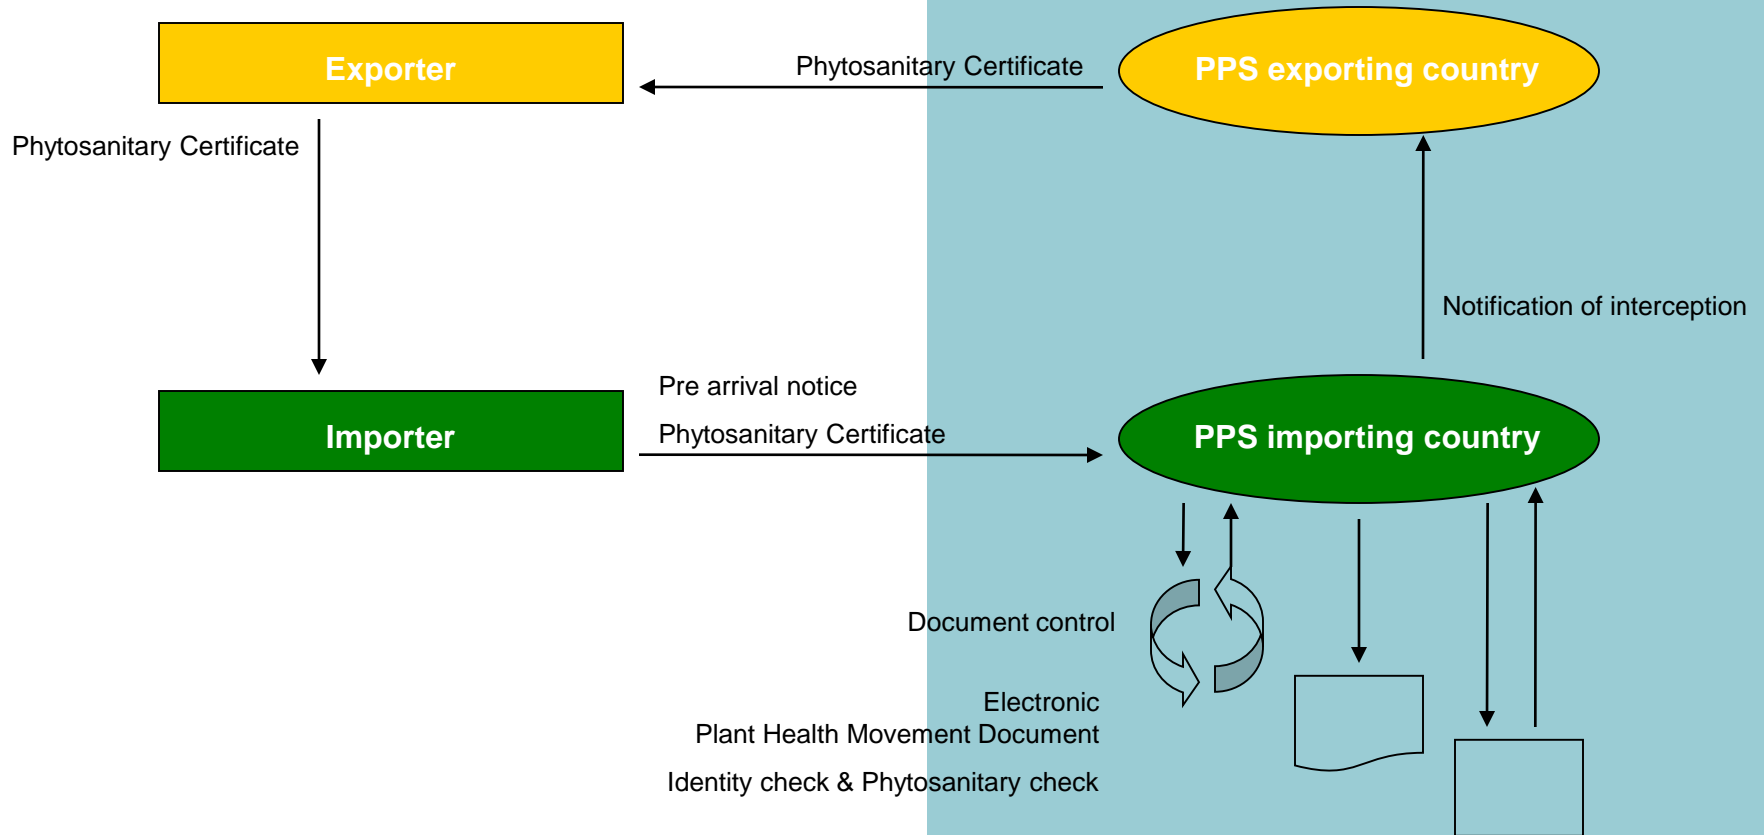 Exporter
Phytosanitary Certificate
PPS exporting country
Phytosanitary Certificate
Notification of interception
Pre arrival notice
Importer
Phytosanitary Certificate
PPS importing country
Document control
Electronic
Plant Health Movement Document
Identity check & Phytosanitary check